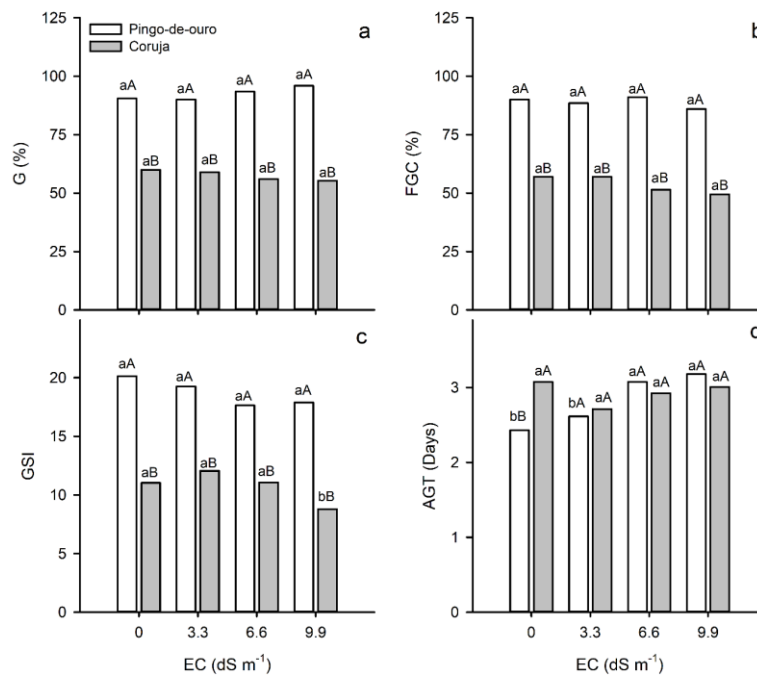 a
Pingo-de-ouro
Coruja
G (%)
125
100
75
50
25
0
aA aB aA aB aA aB aA aB
b
FGC (%)
125
100
75
50
25
0
aA aB aA aB aA aB aA aB
c
GSI
20
15
10
5
0
aA aB aA aB aA aB aA bB
0 3.3 6.6 9.9
EC (dS m⁻¹)
AGT (Days)
3
2
1
0
bB aA bA aA aA aA aA aA
0 3.3 6.6 9.9
EC (dS m⁻¹)